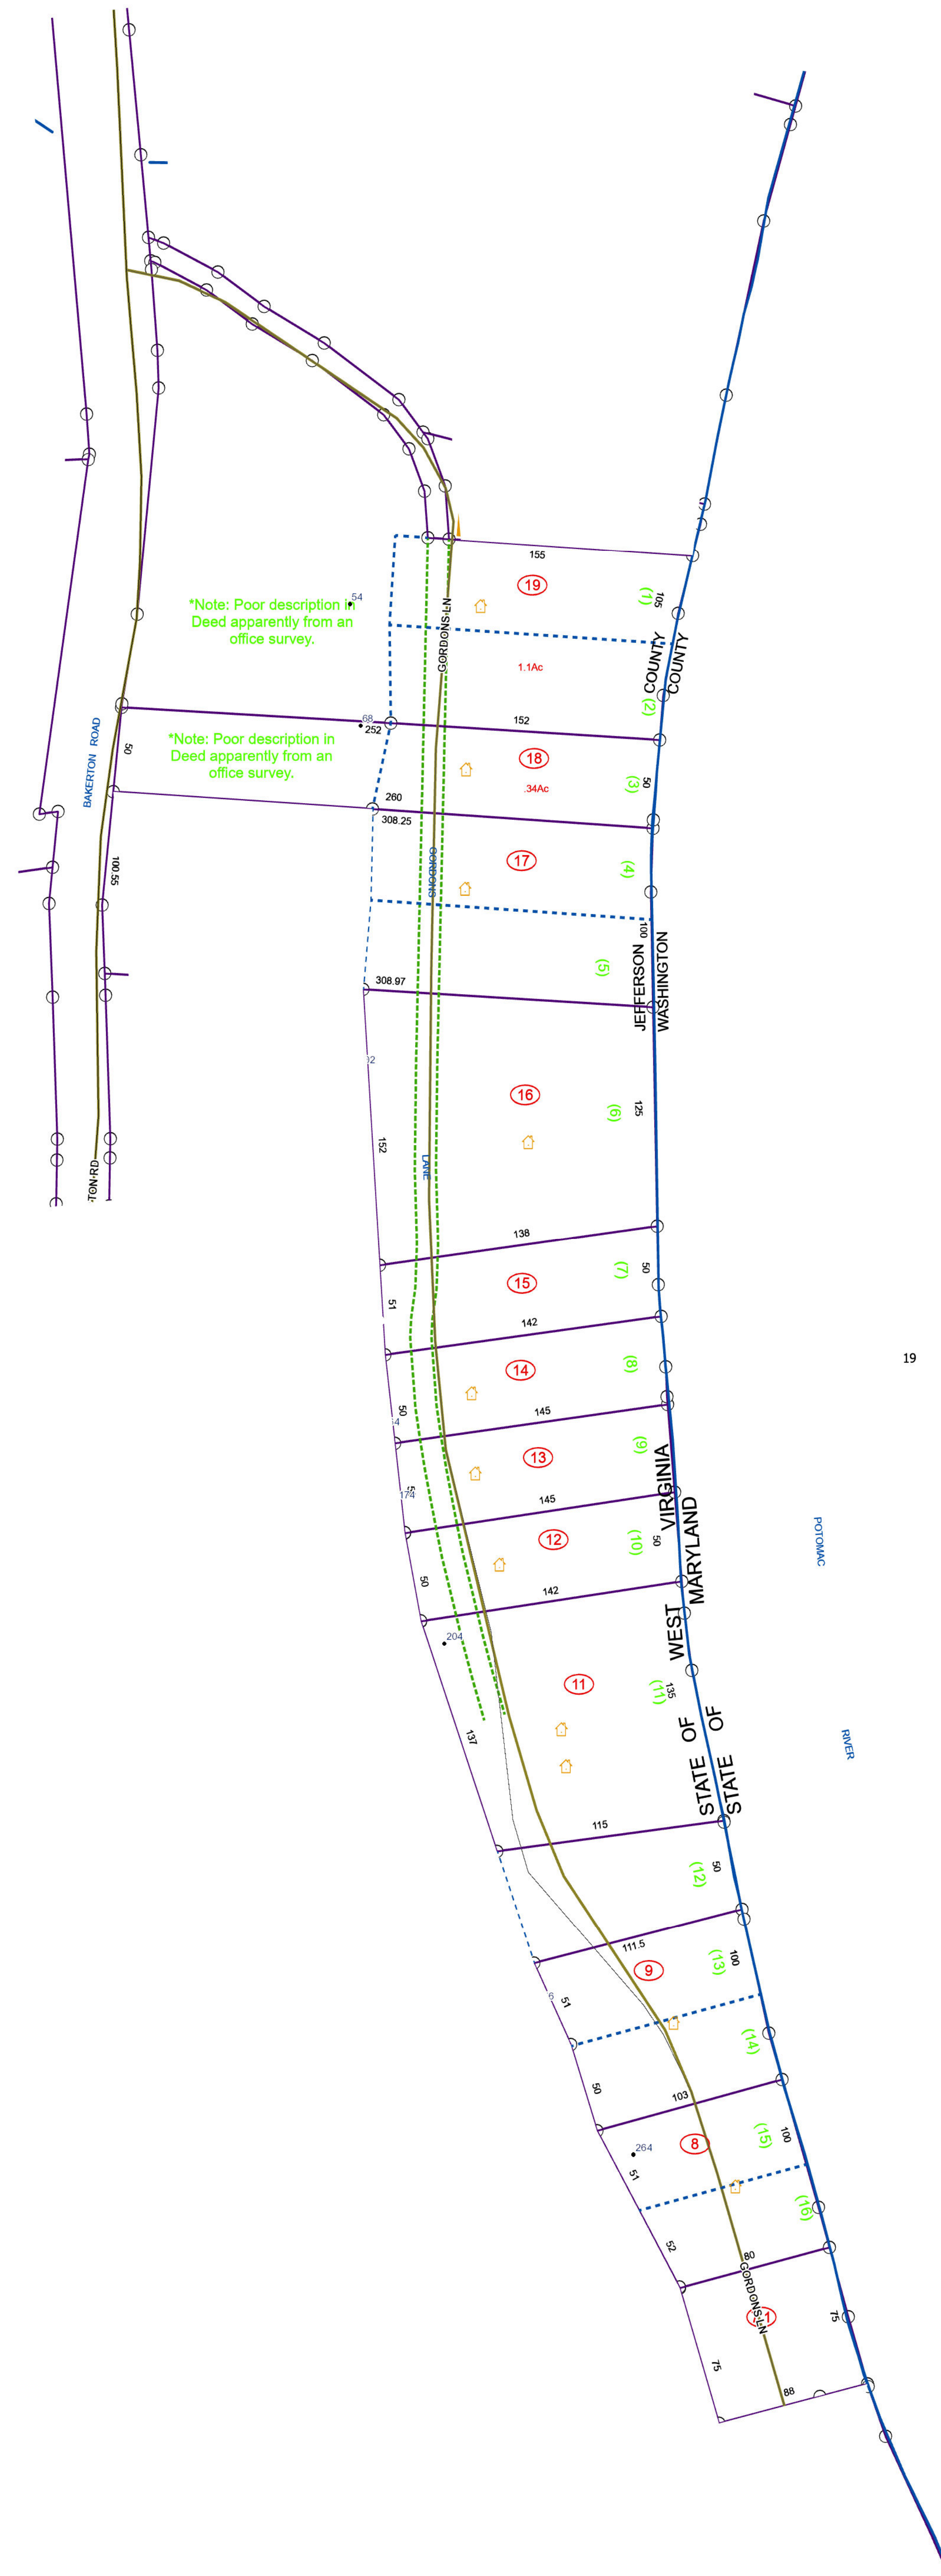 155
19
(1)
105
54
*Note: Poor description in
Deed apparently from an
office survey.
GORDONS LN
COUNTY
COUNTY
1.1Ac
(2)
68
252
152
*Note: Poor description in
Deed apparently from an
office survey.
BAKERTON ROAD
50
18
.34Ac
(3)
50
260
308.25
17
(4)
GORDONS
100.55
100
JEFFERSON
WASHINGTON
(5)
308.97
16
(6)
125
152
LANE
TON RD
138
(7)
50
15
51
142
19
14
(8)
50
145
(9)
13
VIRGINIA
MARYLAND
174
145
12
(10)
50
POTOMAC
50
142
WEST
204
11
(11)
135
STATE OF
STATE OF
RIVER
137
115
(12)
50
111.5
9
(13)
100
51
(14)
50
103
8
(15)
100
264
51
(16)
52
80
GORDONS LN
75
75
88